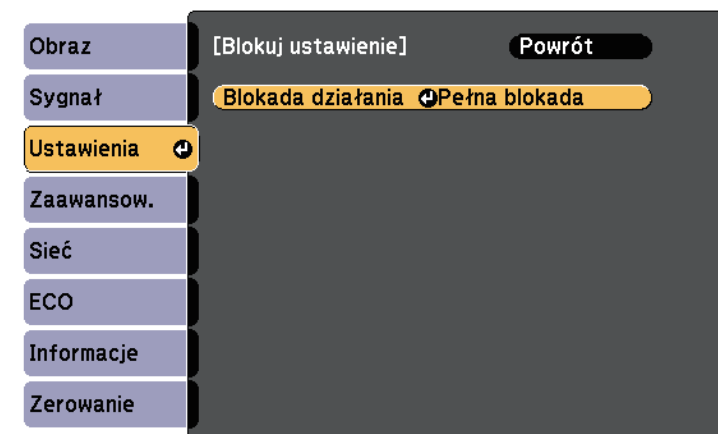 Obraz
Sygnał
Ustawienia
Zaawansow.
Sieć
ECO
Informacje
Zerowanie
[Blokuj ustawienie] Powrót
Blokada działania Pełna blokada